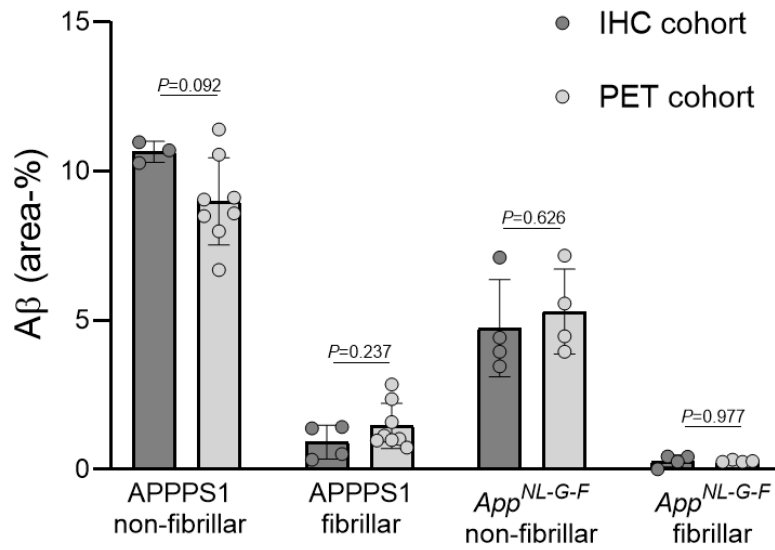 15
IHC cohort
PET cohort
P=0.092
10
P=0.626
Aβ (area-%)
5
P=0.237
P=0.977
0
APPPS1
non-fibrillar
APPPS1
fibrillar
App^NL-G-F
non-fibrillar
App^NL-G-F
fibrillar